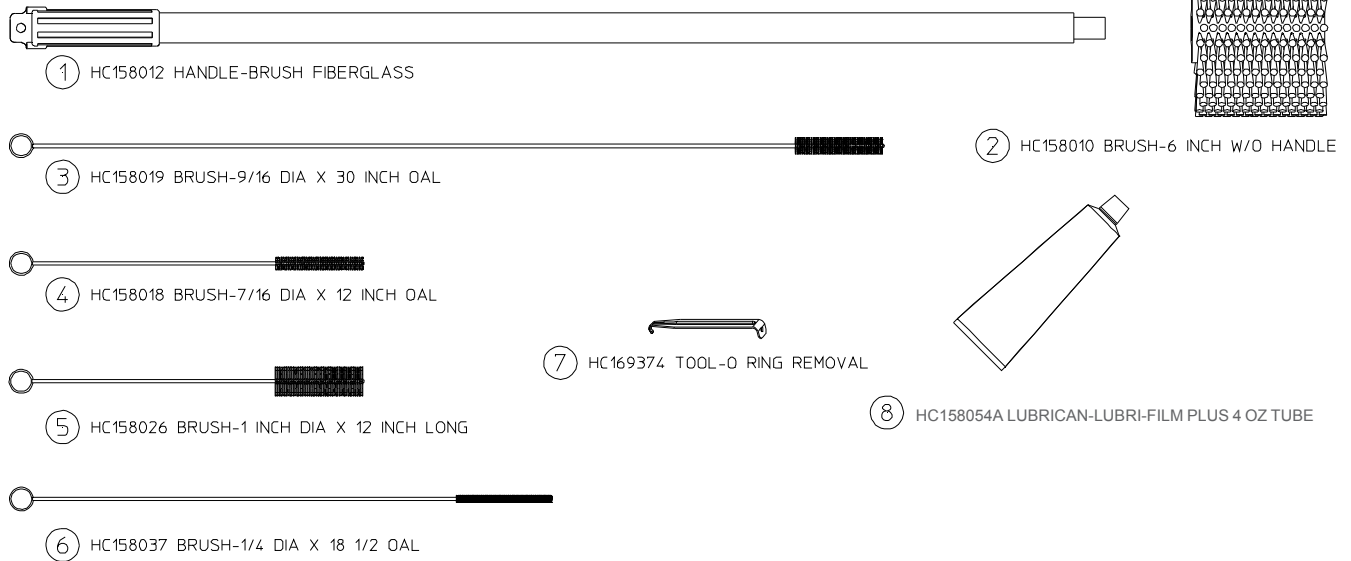 1 HC158012 HANDLE-BRUSH FIBERGLASS
2 HC158010 BRUSH-6 INCH W/O HANDLE
3 HC158019 BRUSH-9/16 DIA X 30 INCH OAL
4 HC158018 BRUSH-7/16 DIA X 12 INCH OAL
5 HC158026 BRUSH-1 INCH DIA X 12 INCH LONG
6 HC158037 BRUSH-1/4 DIA X 18 1/2 OAL
7 HC169374 TOOL-O RING REMOVAL
8 HC158054A LUBRICAN-LUBRI-FILM PLUS 4 OZ TUBE